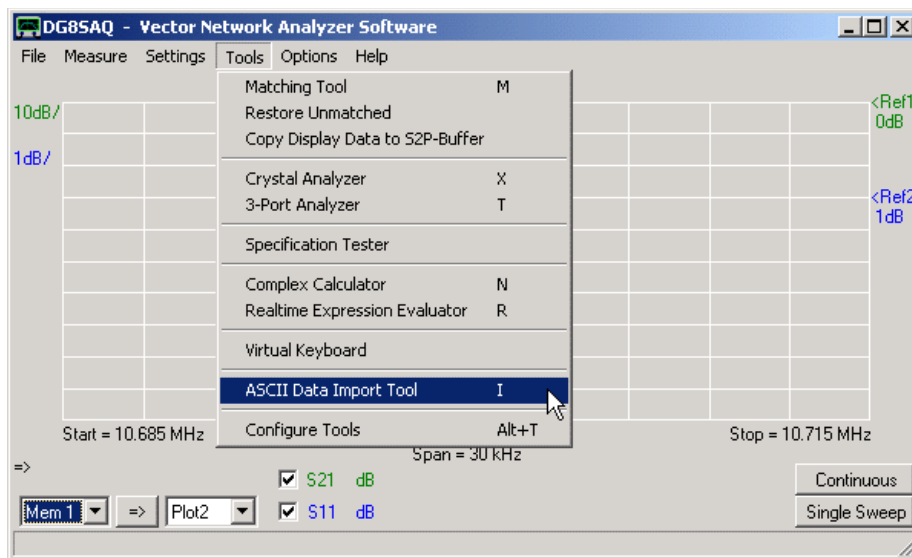 DG8SAQ - Vector Network Analyzer Software
File Measure Settings Tools Options Help
Matching Tool M
Restore Unmatched
Copy Display Data to S2P-Buffer
Crystal Analyzer X
3-Port Analyzer T
Specification Tester
Complex Calculator N
Realtime Expression Evaluator R
Virtual Keyboard
ASCII Data Import Tool I
Configure Tools Alt+T
10dB/
1dB/
<Ref1
0dB
<Ref2
1dB
Start = 10.685 MHz
Stop = 10.715 MHz
Span = 30 kHz
=>
S21 dB
Continuous
Mem 1 => Plot2 S11 dB
Single Sweep